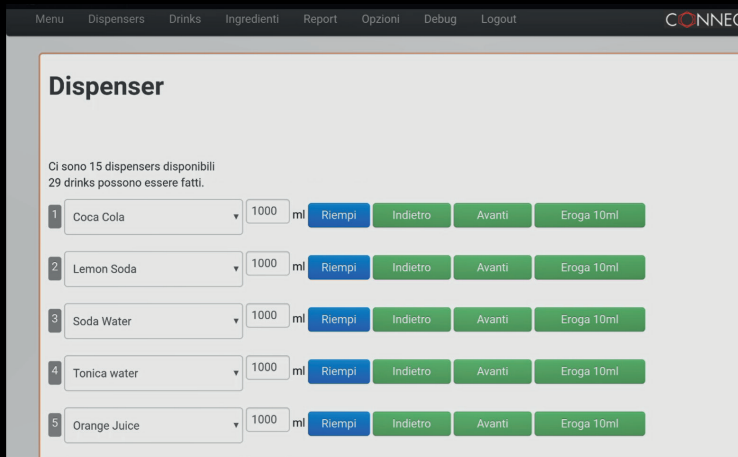 Menu Dispensers Drinks Ingredienti Report Opzioni Debug Logout CONNEC
Dispenser
Ci sono 15 dispensers disponibili
29 drinks possono essere fatti.
1 Coca Cola 1000 ml Riempi Indietro Avanti Eroga 10ml
2 Lemon Soda 1000 ml Riempi Indietro Avanti Eroga 10ml
3 Soda Water 1000 ml Riempi Indietro Avanti Eroga 10ml
4 Tonica water 1000 ml Riempi Indietro Avanti Eroga 10ml
5 Orange Juice 1000 ml Riempi Indietro Avanti Eroga 10ml